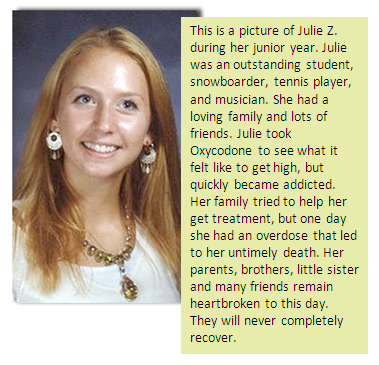 This is a picture of Julie Z.
during her junior year. Julie
was an outstanding student,
snowboarder, tennis player,
and musician. She had a
loving family and lots of
friends. Julie took
Oxycodone to see what it
felt like to get high, but
quickly became addicted.
Her family tried to help her
get treatment, but one day
she had an overdose that led
to her untimely death. Her
parents, brothers, little sister
and many friends remain
heartbroken to this day.
They will never completely
recover.